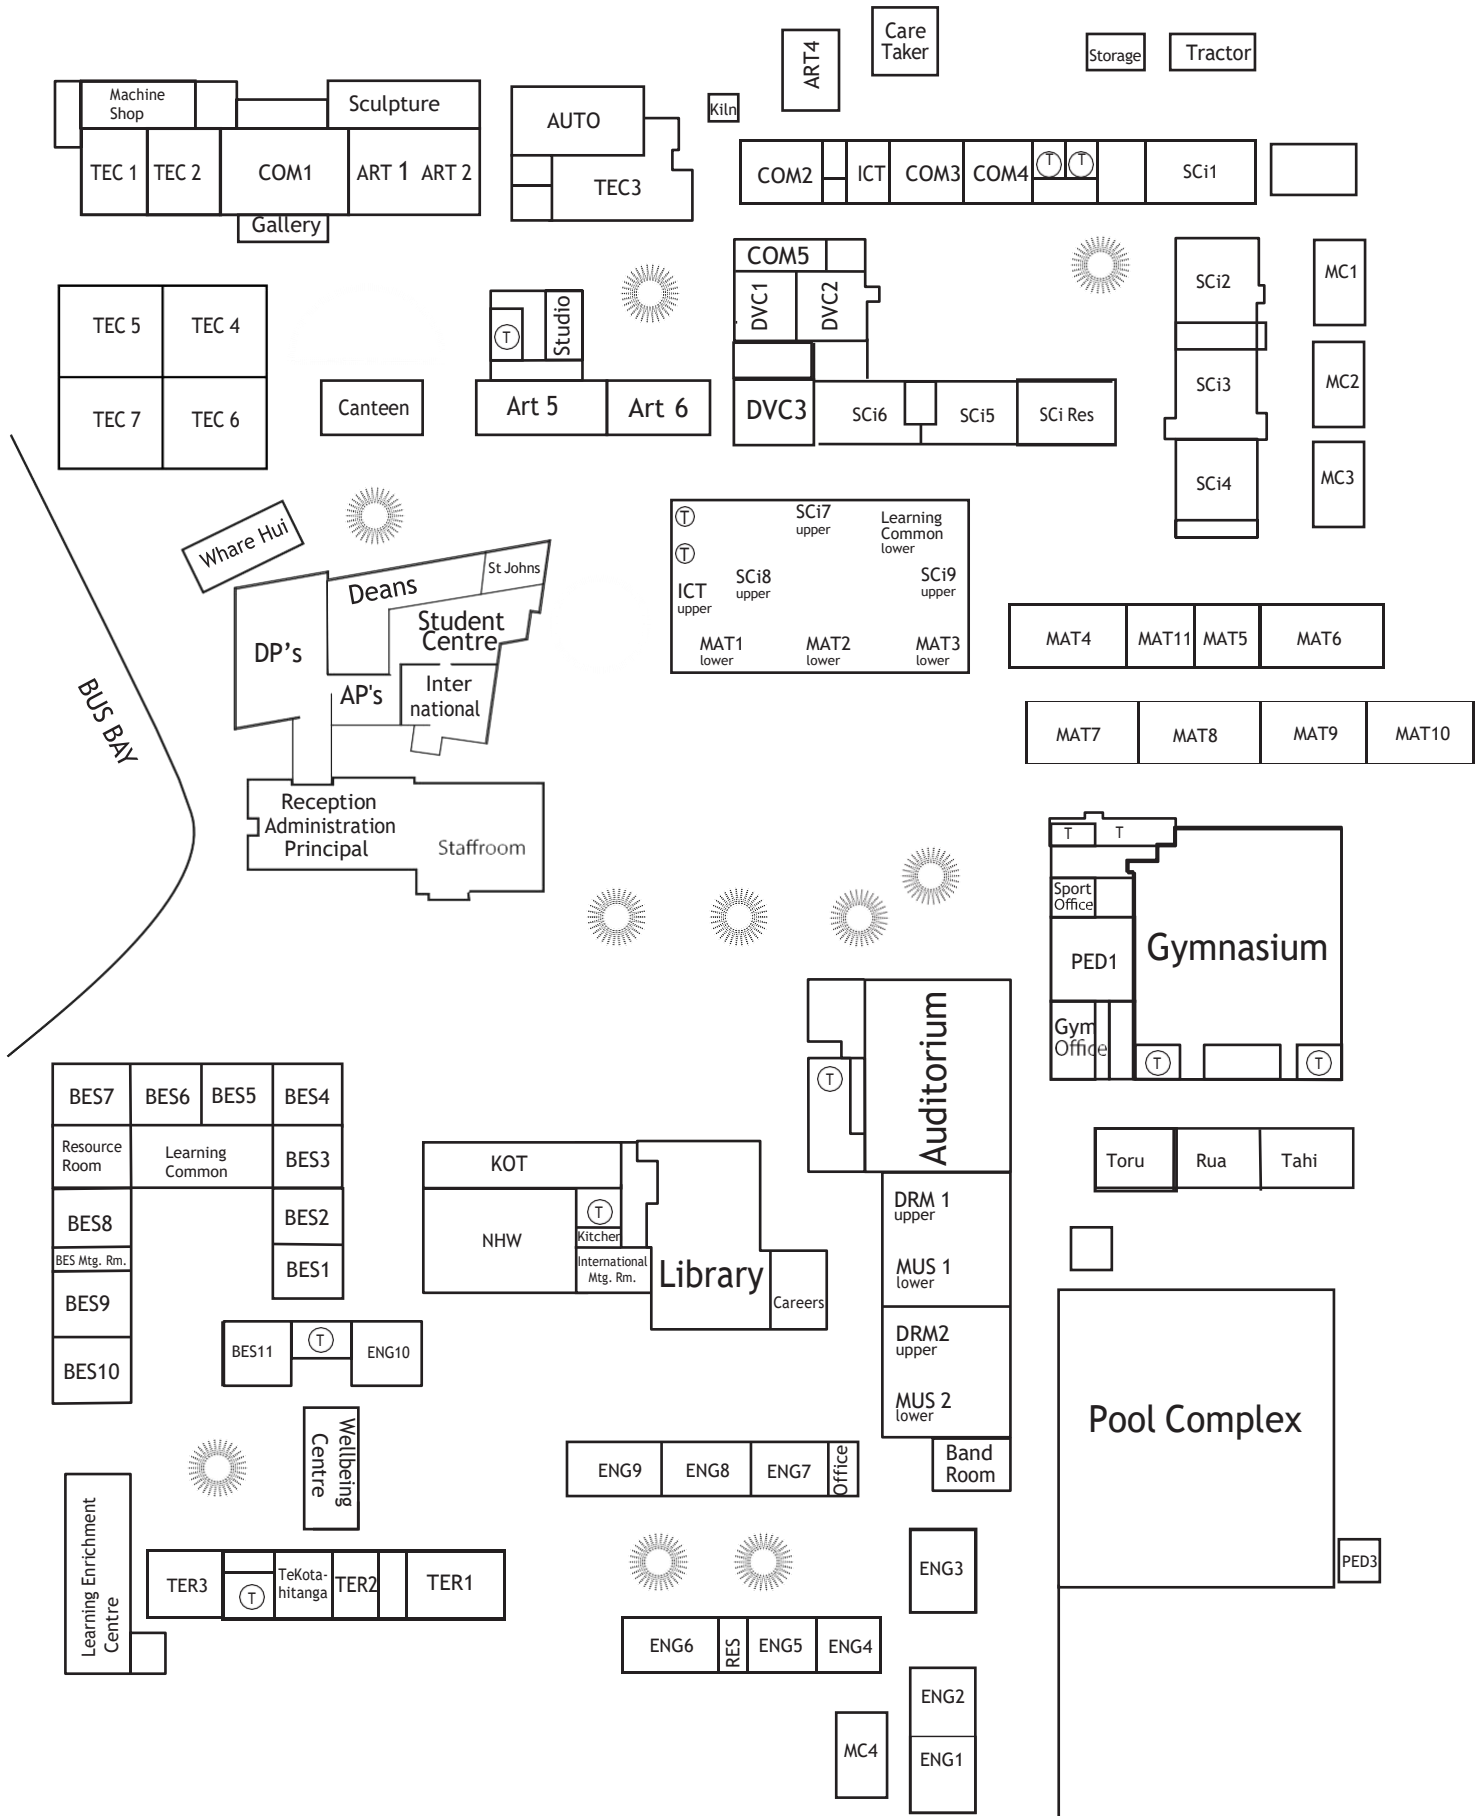 Care
Taker
ART4
Storage
Tractor
Machine
Shop
Sculpture
AUTO
Kiln
TEC 1
TEC 2
COM1
ART 1
ART 2
TEC3
COM2
ICT
COM3
COM4
T
T
SCi1
Gallery
COM5
DVC1
DVC2
SCi2
MC1
TEC 5
TEC 4
T
Studio
SCi3
MC2
TEC 7
TEC 6
Canteen
Art 5
Art 6
DVC3
SCi6
SCi5
SCi Res
SCi4
MC3
Whare Hui
T
SCi7
upper
Learning
Common
lower
T
ICT
upper
SCi8
upper
SCi9
upper
MAT1
lower
MAT2
lower
MAT3
lower
St Johns
Deans
Student
Centre
DP's
AP's
Inter
national
MAT4
MAT11
MAT5
MAT6
BUS BAY
MAT7
MAT8
MAT9
MAT10
Reception
Administration
Principal
Staffroom
T
T
Sport
Office
PED1
Gymnasium
Gym
Office
T
T
Auditorium
T
BES7
BES6
BES5
BES4
Resource
Room
Learning
Common
BES3
KOT
Toru
Rua
Tahi
BES8
BES2
NHW
T
Kitchen
DRM 1
upper
BES Mtg. Rm.
BES1
International
Mtg. Rm.
Library
MUS 1
lower
BES9
Careers
BES10
BES11
T
ENG10
DRM2
upper
MUS 2
lower
Pool Complex
Wellbeing
Centre
Band
Room
ENG9
ENG8
ENG7
Office
Learning Enrichment
Centre
TER3
T
TeKota-
hitanga
TER2
TER1
ENG3
PED3
ENG6
RES
ENG5
ENG4
ENG2
MC4
ENG1